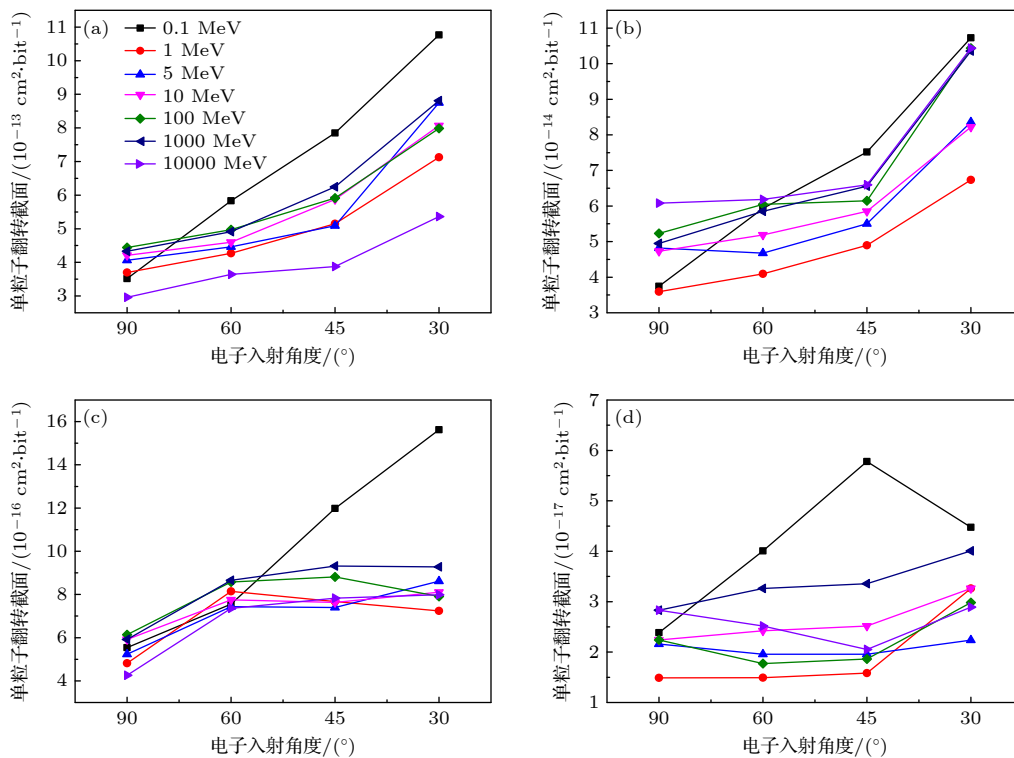 (a)
0.1 MeV
1 MeV
5 MeV
10 MeV
100 MeV
1000 MeV
10000 MeV
单粒子翻转截面/(10⁻¹³ cm²·bit⁻¹)
11
10
9
8
7
6
5
4
3
90 60 45 30
电子入射角度/(°)
(b)
单粒子翻转截面/(10⁻¹⁴ cm²·bit⁻¹)
11
10
9
8
7
6
5
4
3
90 60 45 30
电子入射角度/(°)
(c)
单粒子翻转截面/(10⁻¹⁶ cm²·bit⁻¹)
16
14
12
10
8
6
4
90 60 45 30
电子入射角度/(°)
(d)
单粒子翻转截面/(10⁻¹⁷ cm²·bit⁻¹)
7
6
5
4
3
2
1
90 60 45 30
电子入射角度/(°)